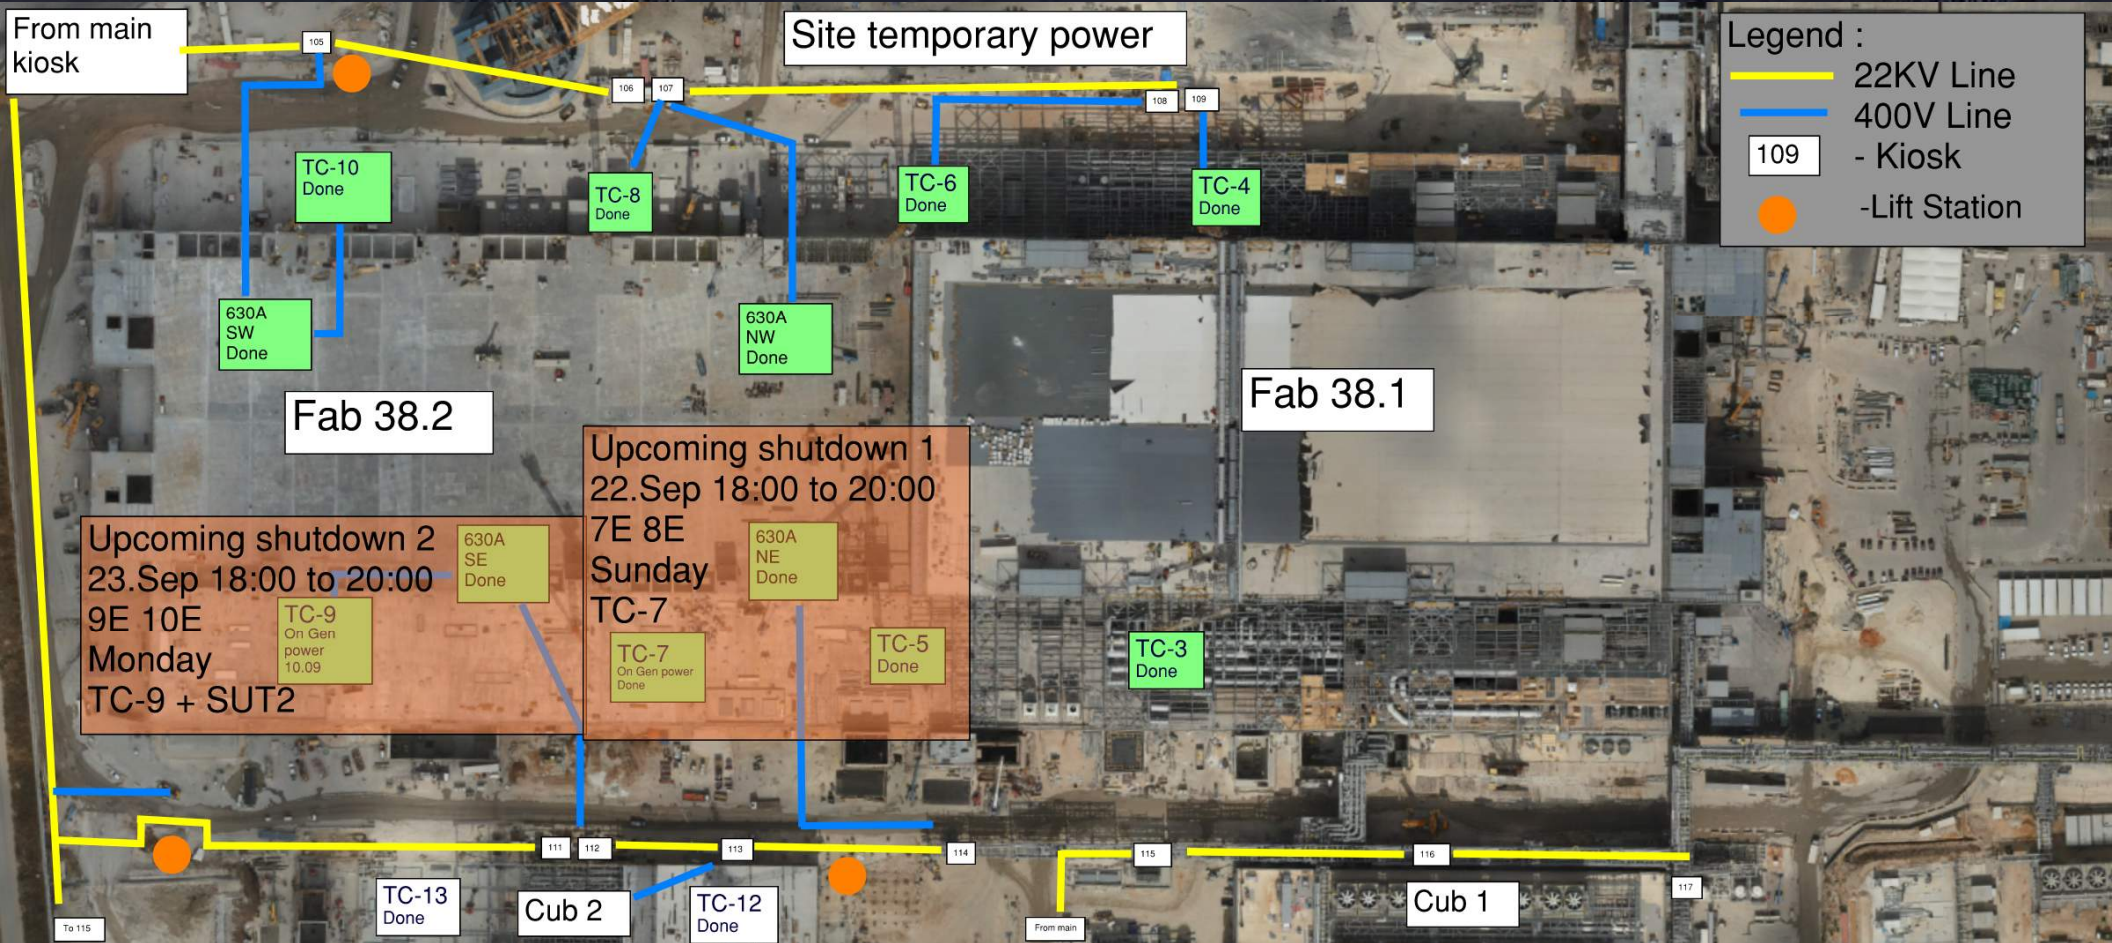 From main
kiosk
105
Site temporary power
106
107
108
109
Legend :
22KV Line
400V Line
109
- Kiosk
-Lift Station
TC-10
Done
TC-8
Done
TC-6
Done
TC-4
Done
630A
SW
Done
630A
NW
Done
Fab 38.2
Fab 38.1
Upcoming shutdown 1
22.Sep 18:00 to 20:00
7E 8E
Sunday
TC-7
630A
NE
Done
TC-7
On Gen power
Done
TC-5
Done
Upcoming shutdown 2
23.Sep 18:00 to 20:00
9E 10E
Monday
TC-9 + SUT2
630A
SE
Done
TC-9
On Gen
power
10.09
TC-3
Done
111
112
113
114
115
116
117
TC-13
Done
Cub 2
TC-12
Done
Cub 1
To 115
From main